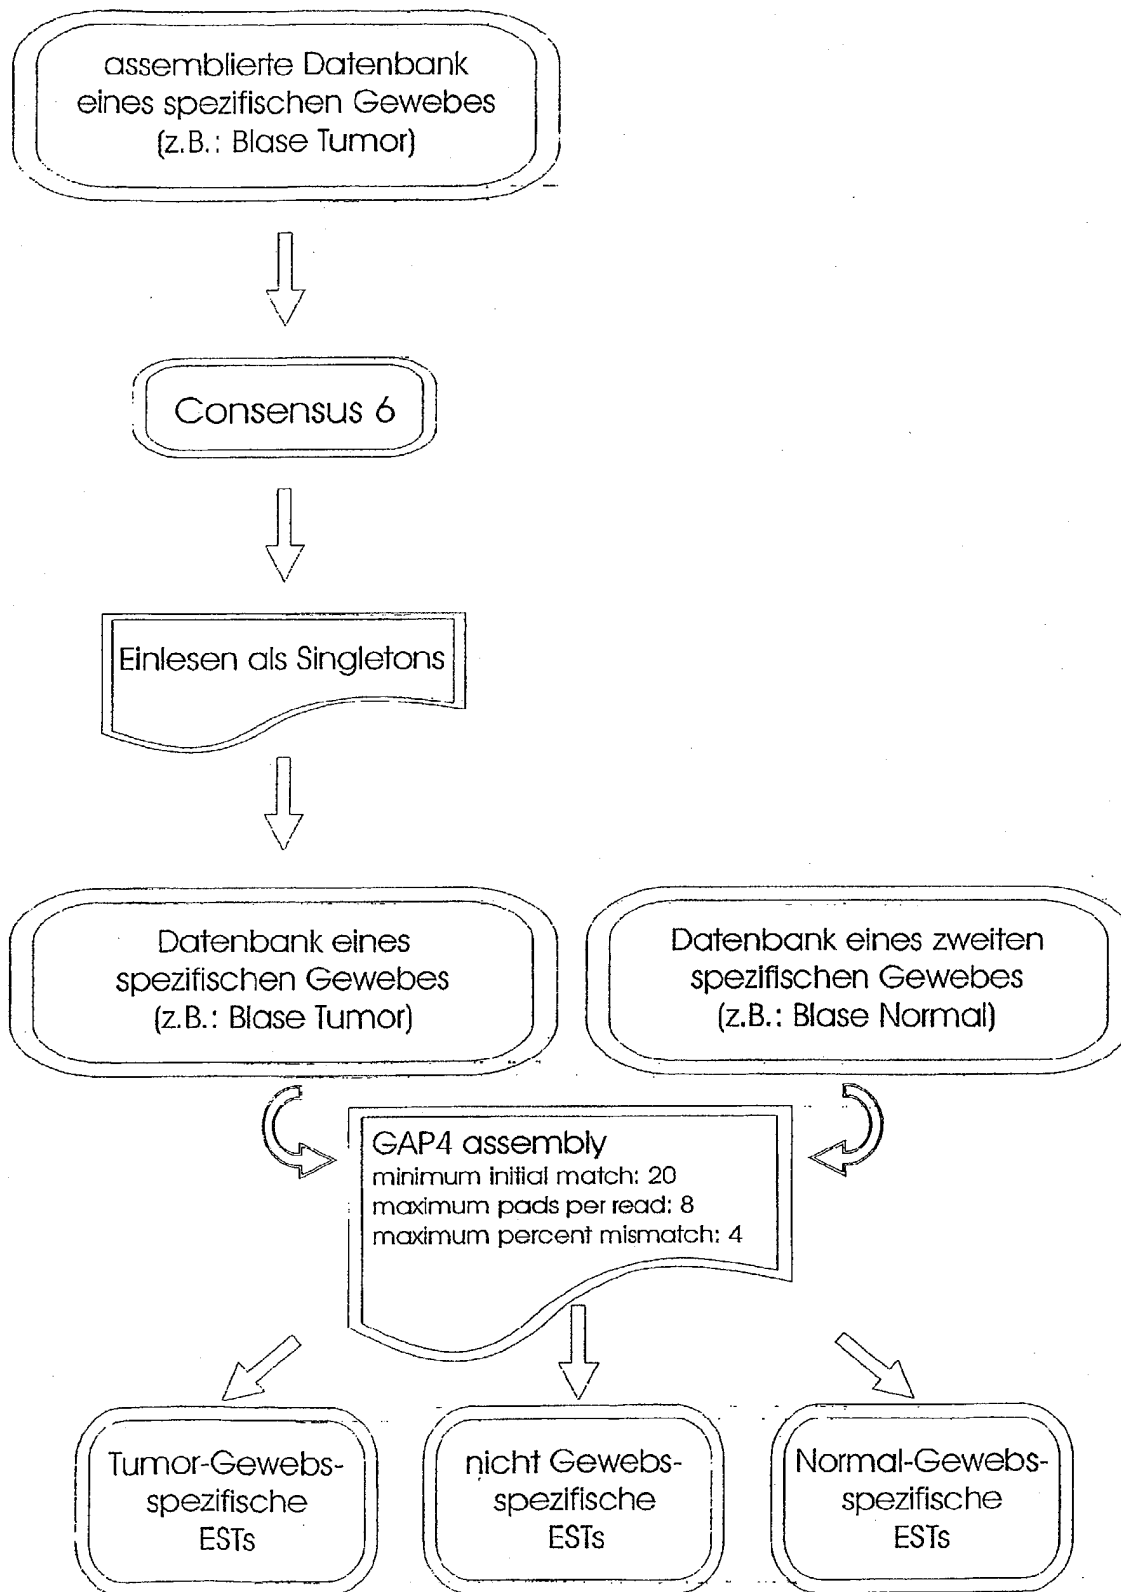 assemblierte Datenbank
eines spezifischen Gewebes
(z.B.: Blase Tumor)
Consensus 6
Einlesen als Singletons
Datenbank eines
spezifischen Gewebes
(z.B.: Blase Tumor)
Datenbank eines zweiten
spezifischen Gewebes
(z.B.: Blase Normal)
GAP4 assembly
minimum initial match: 20
maximum pads per read: 8
maximum percent mismatch: 4
Tumor-Gewebs-
spezifische
ESTs
nicht Gewebs-
spezifische
ESTs
Normal-Gewebs-
spezifische
ESTs